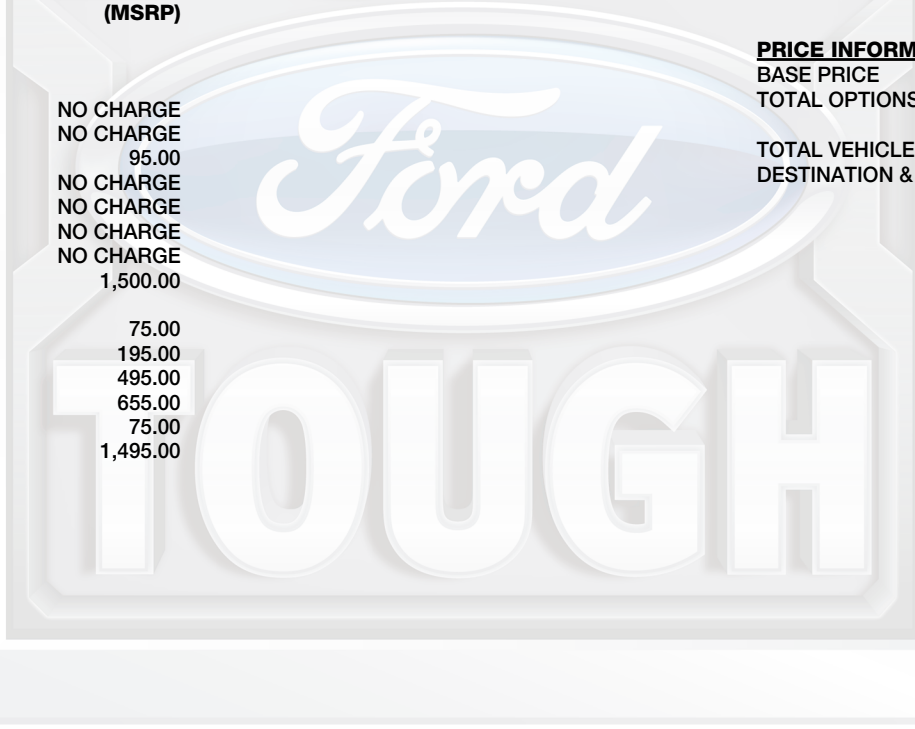 (MSRP)
NO CHARGE
NO CHARGE
95.00
NO CHARGE
NO CHARGE
NO CHARGE
NO CHARGE
1,500.00
75.00
195.00
495.00
655.00
75.00
1,495.00
PRICE INFORM
BASE PRICE
TOTAL OPTIONS
TOTAL VEHICLE
DESTINATION &
Ford
TOUGH